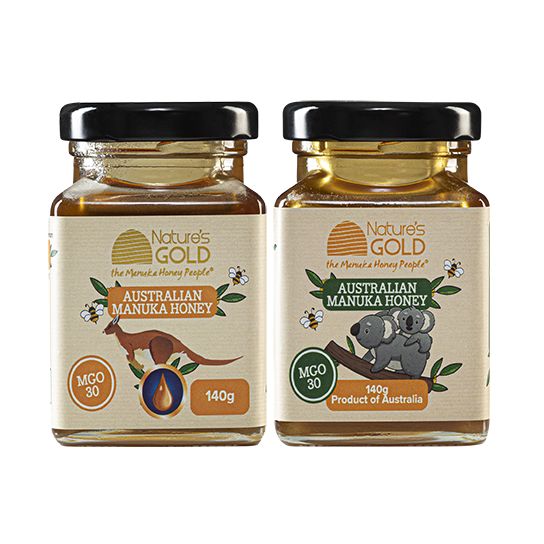 Nature's
GOLD
the Manuka Honey People®
AUSTRALIAN
MANUKA HONEY
MGO
30
140g
Nature's
GOLD
the Manuka Honey People®
AUSTRALIAN
MANUKA HONEY
MGO
30
140g
Product of Australia